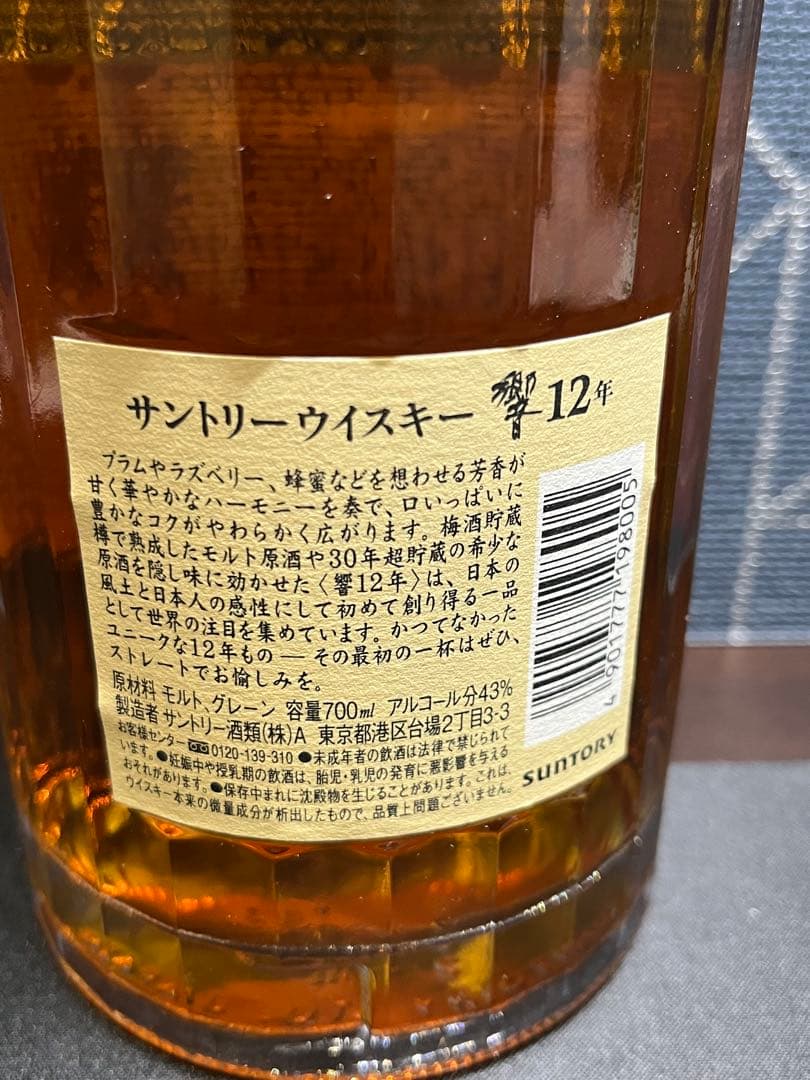 サントリーウイスキー 響 12年
プラムやラズベリー、蜂蜜などを想わせる芳香が
甘く華やかなハーモニーを奏で、口いっぱいに
豊かなコクがやわらかく広がります。梅酒貯蔵
樽で熟成したモルト原酒や30年超貯蔵の希少な
原酒を隠し味に効かせた〈響12年〉は、日本の
風土と日本人の感性にして初めて創り得る一品
として世界の注目を集めています。かつてなかった
ユニークな12年もの ― その最初の一杯はぜひ、
ストレートでお愉しみを。
原材料 モルト、グレーン 容量700ml アルコール分43%
製造者 サントリー酒類(株)A 東京都港区台場2丁目3-3
お客様センター 0120-139-310 ●未成年者の飲酒は法律で禁じられて
います。●妊娠中や授乳期の飲酒は、胎児・乳児の発育に悪影響を与える
おそれがあります。●保存中まれに沈殿物を生じることがあります。これは、
ウイスキー本来の微量成分が析出したもので、品質上問題ございません。
SUNTORY
4 901777 198005